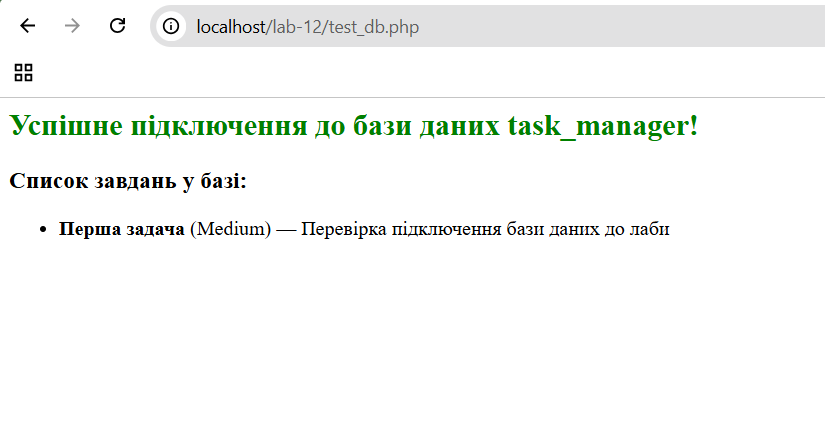 localhost/lab-12/test_db.php
Успішне підключення до бази даних task_manager!
Список завдань у базі:
• Перша задача (Medium) — Перевірка підключення бази даних до лаби